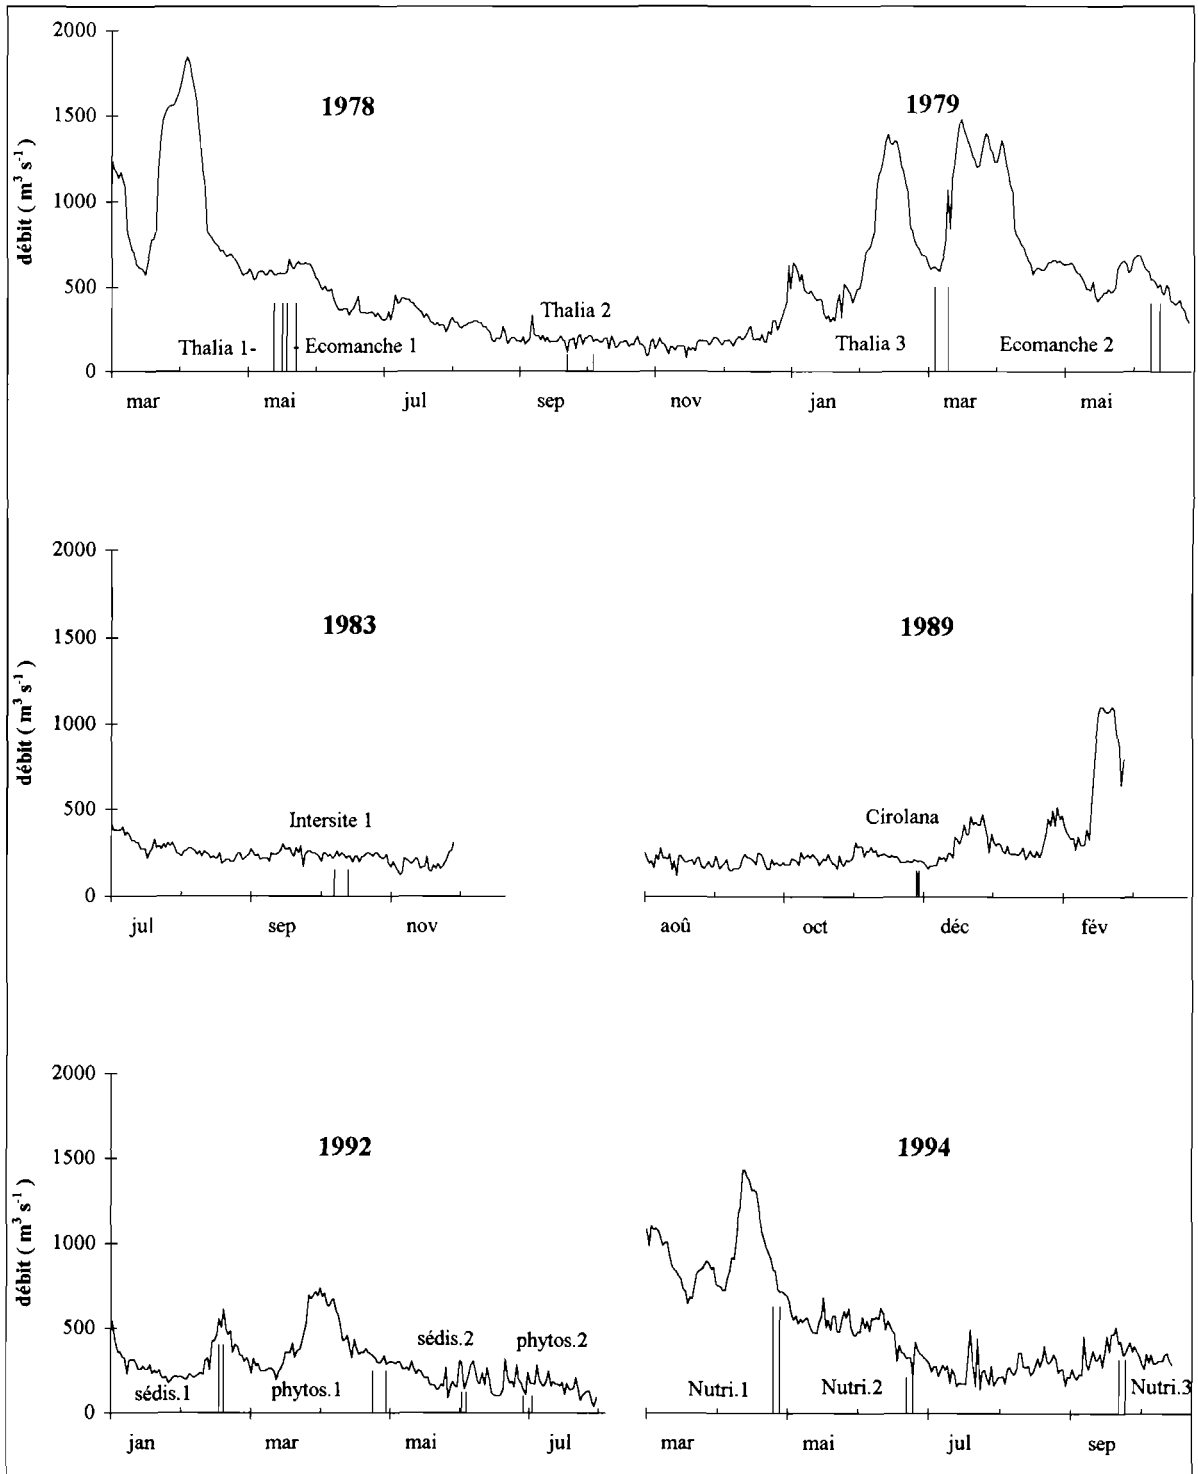 2000
1500
1000
500
0
débit ( m³ s⁻¹ )
1978
1979
Thalia 1-
- Ecomanche 1
Thalia 2
Thalia 3
Ecomanche 2
mar mai jul sep nov jan mar mai
2000
1500
1000
500
0
débit ( m³ s⁻¹ )
1983
Intersite 1
jul sep nov
1989
Cirolana
aoû oct déc fév
2000
1500
1000
500
0
débit ( m³ s⁻¹ )
1992
sédis.1
phytos.1
sédis.2
phytos.2
jan mar mai jul
1994
Nutri.1
Nutri.2
Nutri.3
mar mai jul sep